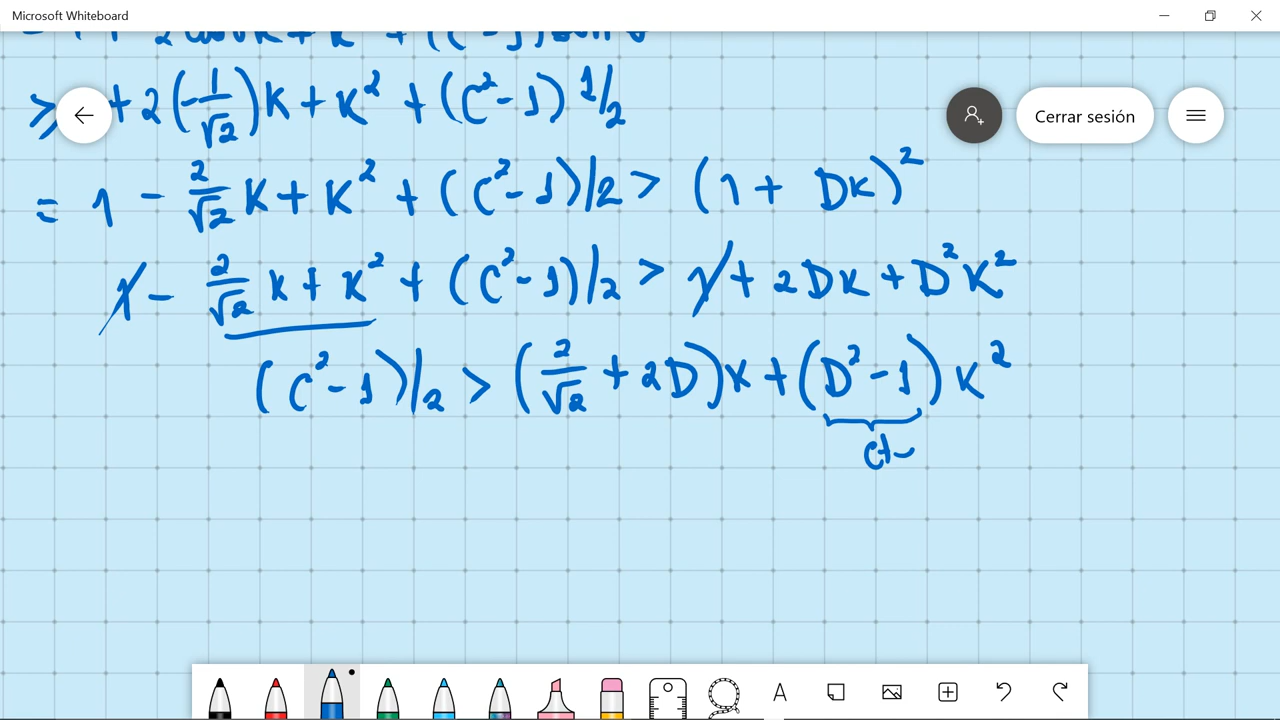 Microsoft Whiteboard
Cerrar sesión
≥ + 2(-1/√2)K + K² + (C²-1) 1/2
= 1 - 2/√2 K + K² + (C²-1)/2 > (1 + DK)²
1 - 2/√2 K + K² + (C²-1)/2 > 1 + 2DK + D²K²
(C²-1)/2 > (2/√2 + 2D)K + (D²-1)K²